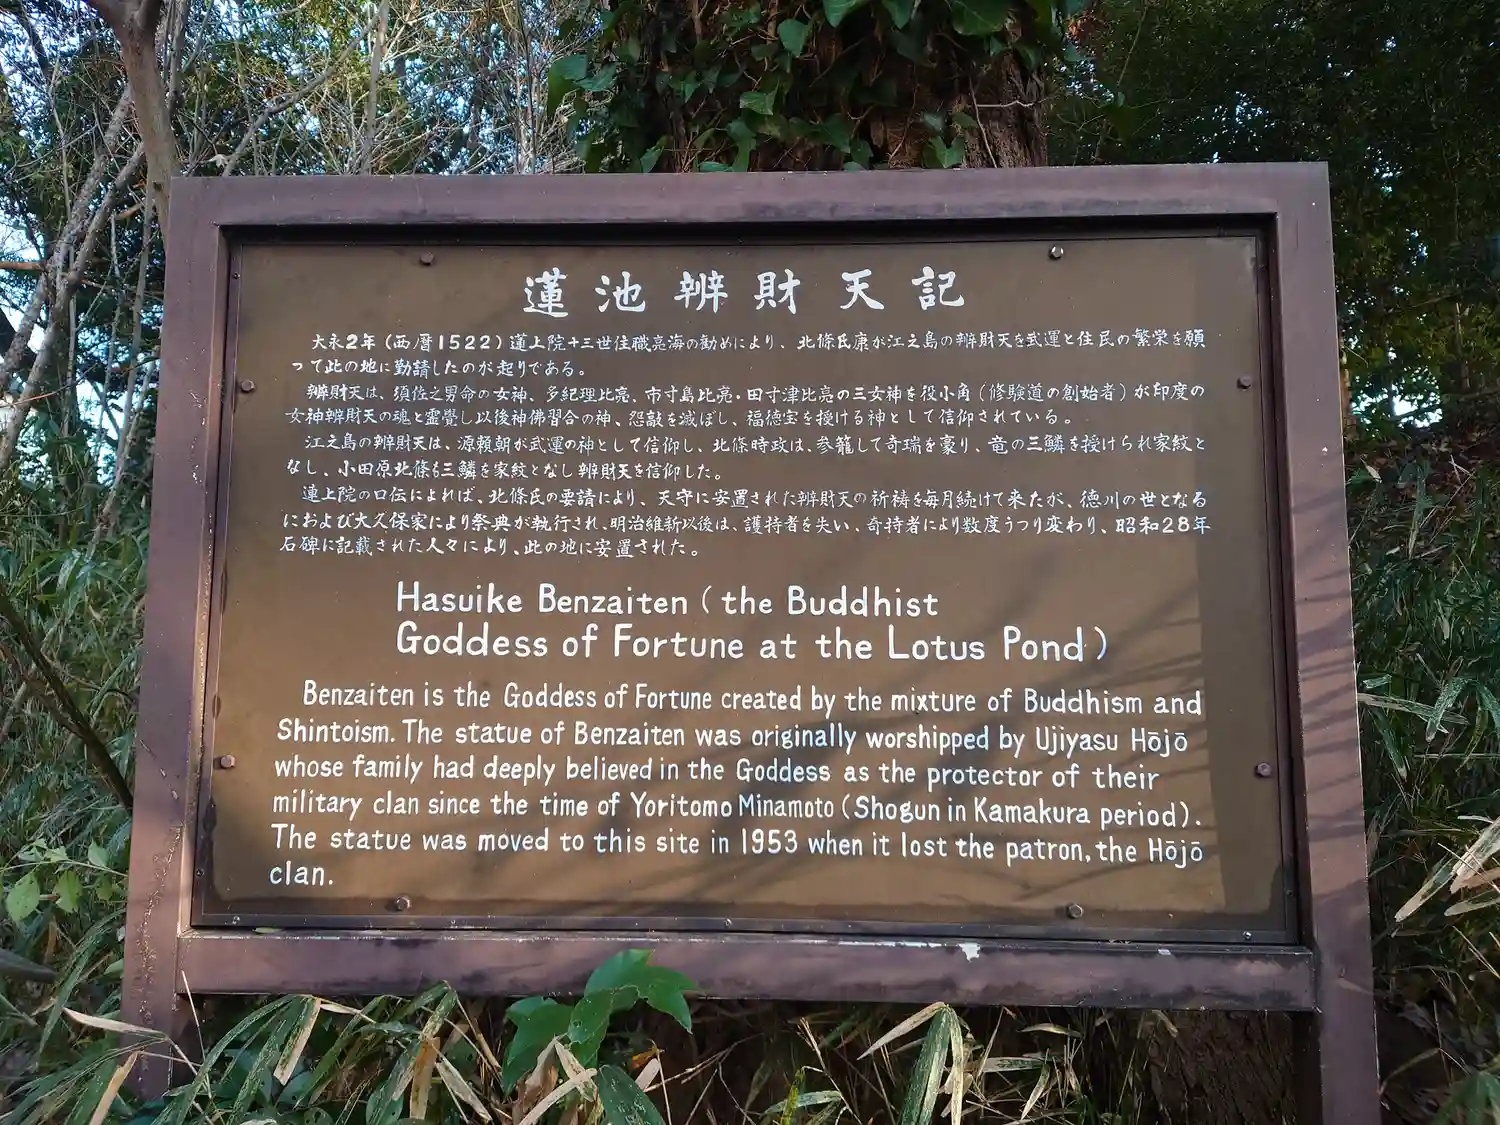 蓮池辨財天記
大永2年(西暦1522)蓮上院十三世住職亮海の勧めにより、北條氏康が江之島の辨財天を武運と住民の繁栄を願
って此の地に勤請したのが起りである。
辨財天は、須佐之男命の女神、多紀理比売、市寸島比売・田寸津比売の三女神を役小角(修験道の創始者)が印度の
女神辨財天の魂と霊覺し以後神佛習合の神、怨敵を滅ぼし、福徳宝を授ける神として信仰されている。
江之島の辨財天は、源頼朝が武運の神として信仰し、北條時政は、参籠して奇瑞を蒙り、竜の三鱗を授けられ家紋と
なし、小田原北條も三鱗を家紋となし辨財天を信仰した。
蓮上院の口伝によれば、北條氏の要請により、天守に安置された辨財天の祈祷を毎月続けて来たが、徳川の世となる
におよび大久保家により祭典が執行され、明治維新以後は、護持者を失い、奇持者により数度うつり変わり、昭和28年
石碑に記載された人々により、此の地に安置された。
Hasuike Benzaiten (the Buddhist
Goddess of Fortune at the Lotus Pond)
Benzaiten is the Goddess of Fortune created by the mixture of Buddhism and
Shintoism. The statue of Benzaiten was originally worshipped by Ujiyasu Hōjō
whose family had deeply believed in the Goddess as the protector of their
military clan since the time of Yoritomo Minamoto (Shogun in Kamakura period).
The statue was moved to this site in 1953 when it lost the patron, the Hōjō
clan.